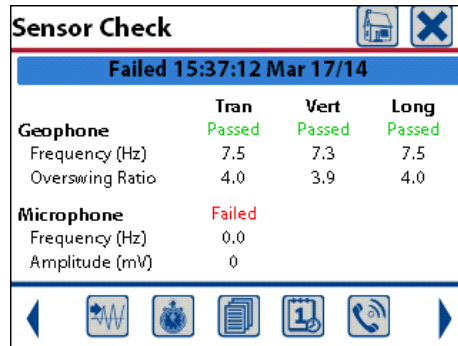 Sensor Check
Failed 15:37:12 Mar 17/14
Tran Vert Long
Geophone Passed Passed Passed
Frequency (Hz) 7.5 7.3 7.5
Overswing Ratio 4.0 3.9 4.0
Microphone Failed
Frequency (Hz) 0.0
Amplitude (mV) 0
1